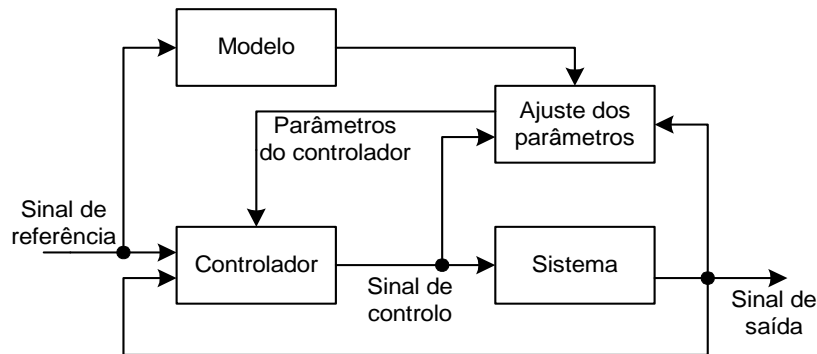 Modelo
Ajuste dos
parâmetros
Parâmetros
do controlador
Sinal de
referência
Controlador
Sinal de
controlo
Sistema
Sinal de
saída